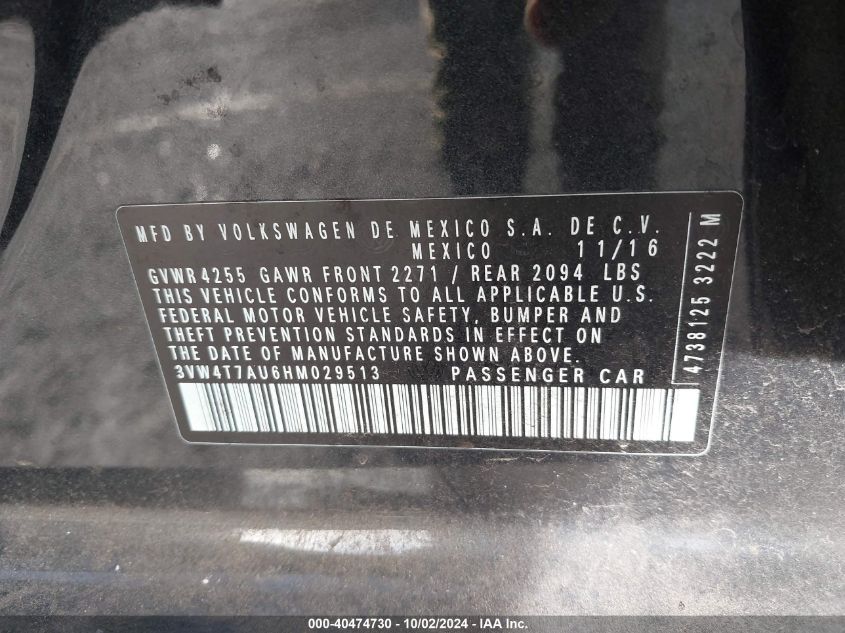 MFD BY VOLKSWAGEN DE MEXICO S.A. DE C.V.
MEXICO 11/16
GVWR 4255 GAWR FRONT 2271 / REAR 2094 LBS
THIS VEHICLE CONFORMS TO ALL APPLICABLE U.S.
FEDERAL MOTOR VEHICLE SAFETY, BUMPER AND
THEFT PREVENTION STANDARDS IN EFFECT ON
THE DATE OF MANUFACTURE SHOWN ABOVE.
3VW4T7AU6HM029513 PASSENGER CAR
4738125 3222 M
000-40474730 - 10/02/2024 - IAA Inc.